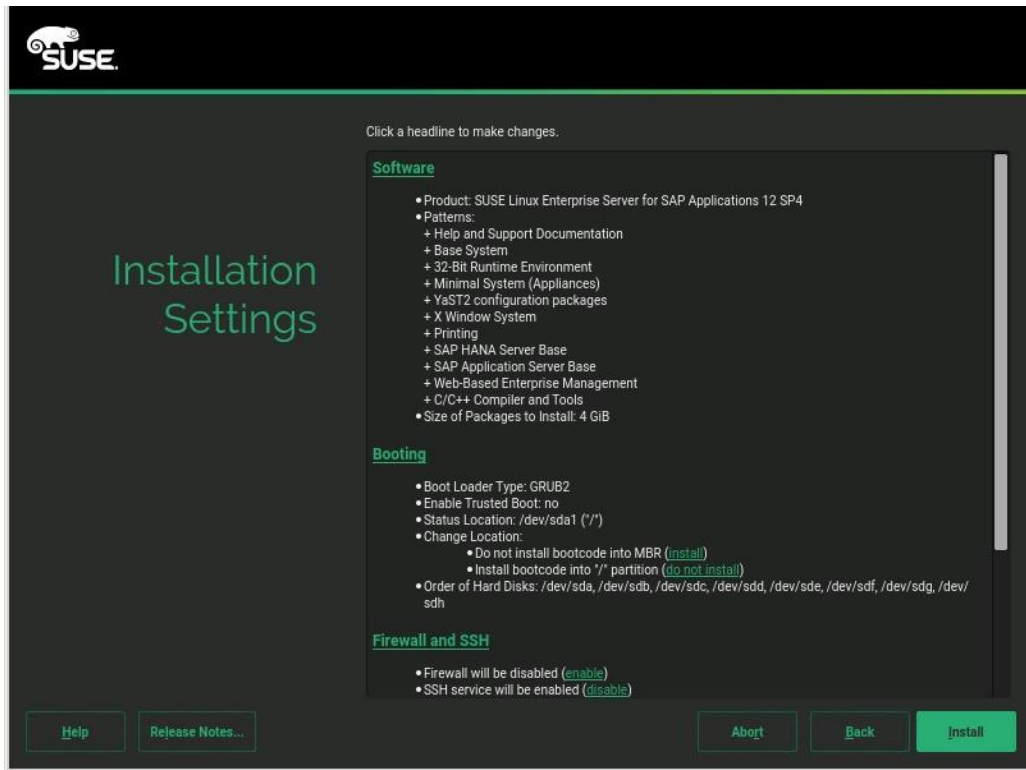 SUSE.
Click a headline to make changes.
Installation
Settings
Software
• Product: SUSE Linux Enterprise Server for SAP Applications 12 SP4
• Patterns:
+ Help and Support Documentation
+ Base System
+ 32-Bit Runtime Environment
+ Minimal System (Appliances)
+ YaST2 configuration packages
+ X Window System
+ Printing
+ SAP HANA Server Base
+ SAP Application Server Base
+ Web-Based Enterprise Management
+ C/C++ Compiler and Tools
• Size of Packages to Install: 4 GiB
Booting
• Boot Loader Type: GRUB2
• Enable Trusted Boot: no
• Status Location: /dev/sda1 ("/")
• Change Location:
• Do not install bootcode into MBR (install)
• Install bootcode into "/" partition (do not install)
• Order of Hard Disks: /dev/sda, /dev/sdb, /dev/sdc, /dev/sdd, /dev/sde, /dev/sdf, /dev/sdg, /dev/
sdh
Firewall and SSH
• Firewall will be disabled (enable)
• SSH service will be enabled (disable)
Help
Release Notes...
Abort
Back
Install